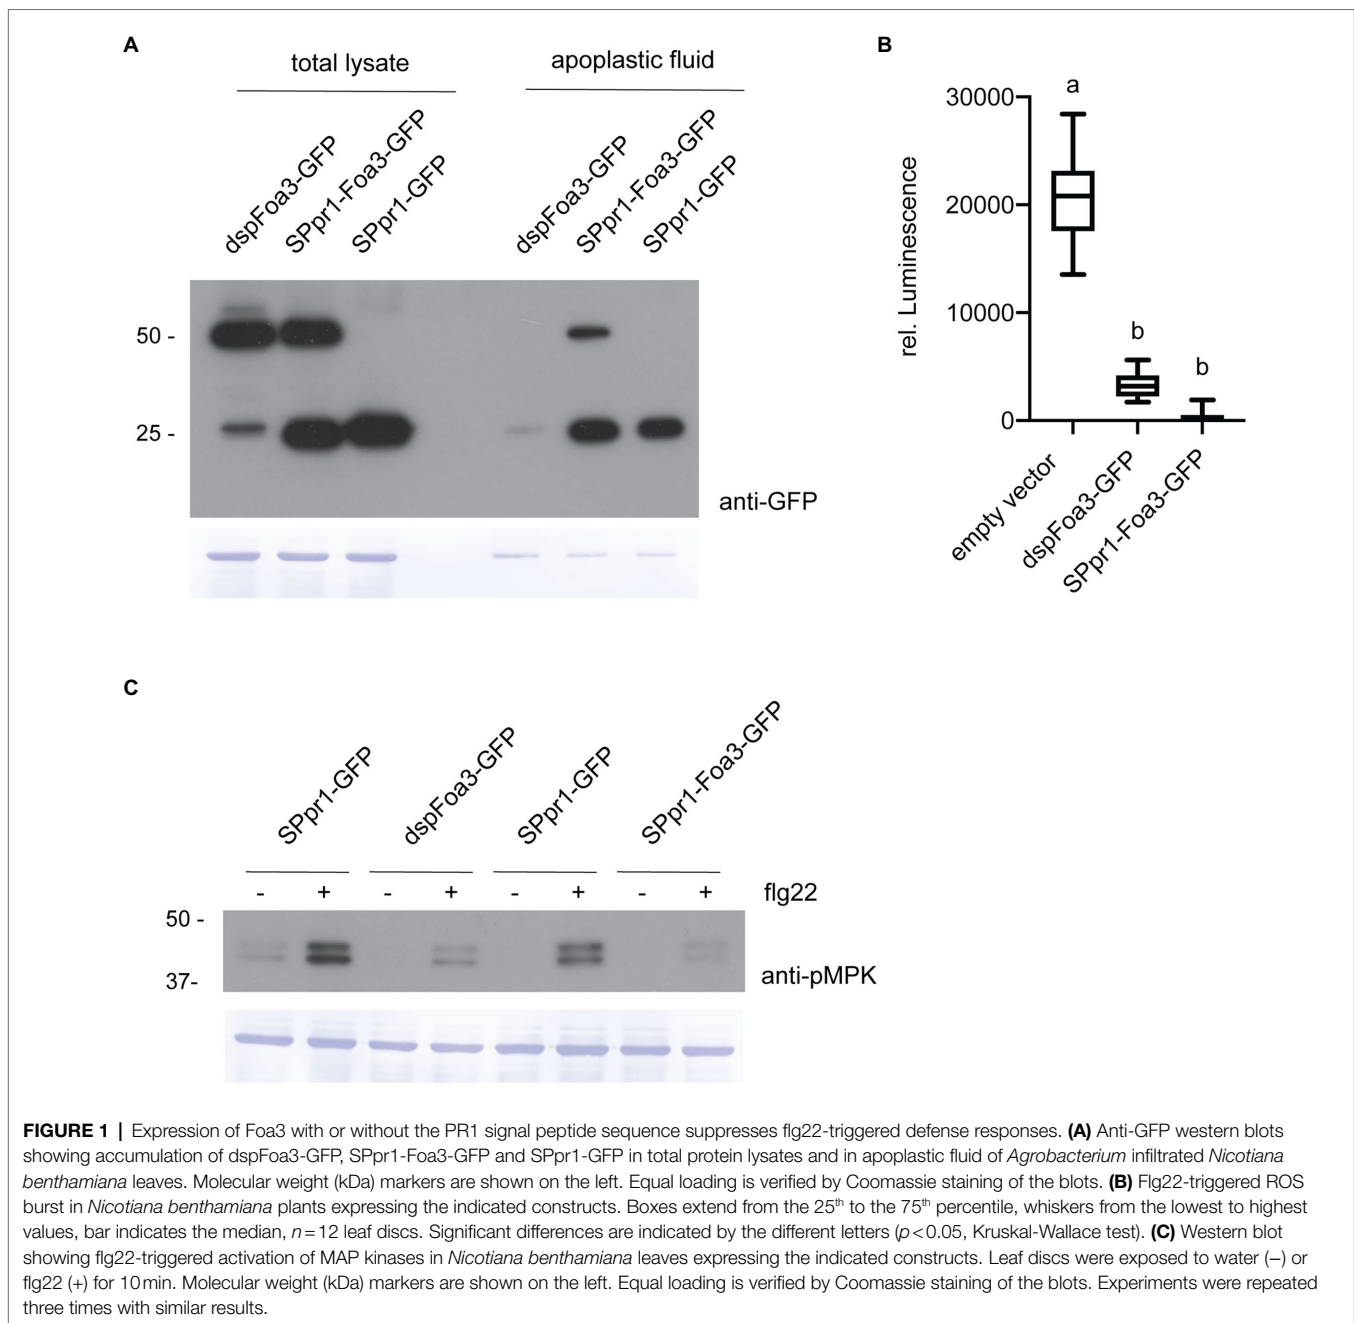 A
total lysate
apoplastic fluid
dspFoa3-GFP
SPpr1-Foa3-GFP
SPpr1-GFP
dspFoa3-GFP
SPpr1-Foa3-GFP
SPpr1-GFP
50 -
25 -
anti-GFP
B
rel. Luminescence
30000
20000
10000
0
a
b
b
empty vector
dspFoa3-GFP
SPpr1-Foa3-GFP
C
SPpr1-GFP
dspFoa3-GFP
SPpr1-GFP
SPpr1-Foa3-GFP
- + - + - + - + flg22
50 -
37-
anti-pMPK
FIGURE 1 | Expression of Foa3 with or without the PR1 signal peptide sequence suppresses flg22-triggered defense responses. (A) Anti-GFP western blots
showing accumulation of dspFoa3-GFP, SPpr1-Foa3-GFP and SPpr1-GFP in total protein lysates and in apoplastic fluid of Agrobacterium infiltrated Nicotiana
benthamiana leaves. Molecular weight (kDa) markers are shown on the left. Equal loading is verified by Coomassie staining of the blots. (B) Flg22-triggered ROS
burst in Nicotiana benthamiana plants expressing the indicated constructs. Boxes extend from the 25th to the 75th percentile, whiskers from the lowest to highest
values, bar indicates the median, n=12 leaf discs. Significant differences are indicated by the different letters (p<0.05, Kruskal-Wallace test). (C) Western blot
showing flg22-triggered activation of MAP kinases in Nicotiana benthamiana leaves expressing the indicated constructs. Leaf discs were exposed to water (−) or
flg22 (+) for 10min. Molecular weight (kDa) markers are shown on the left. Equal loading is verified by Coomassie staining of the blots. Experiments were repeated
three times with similar results.